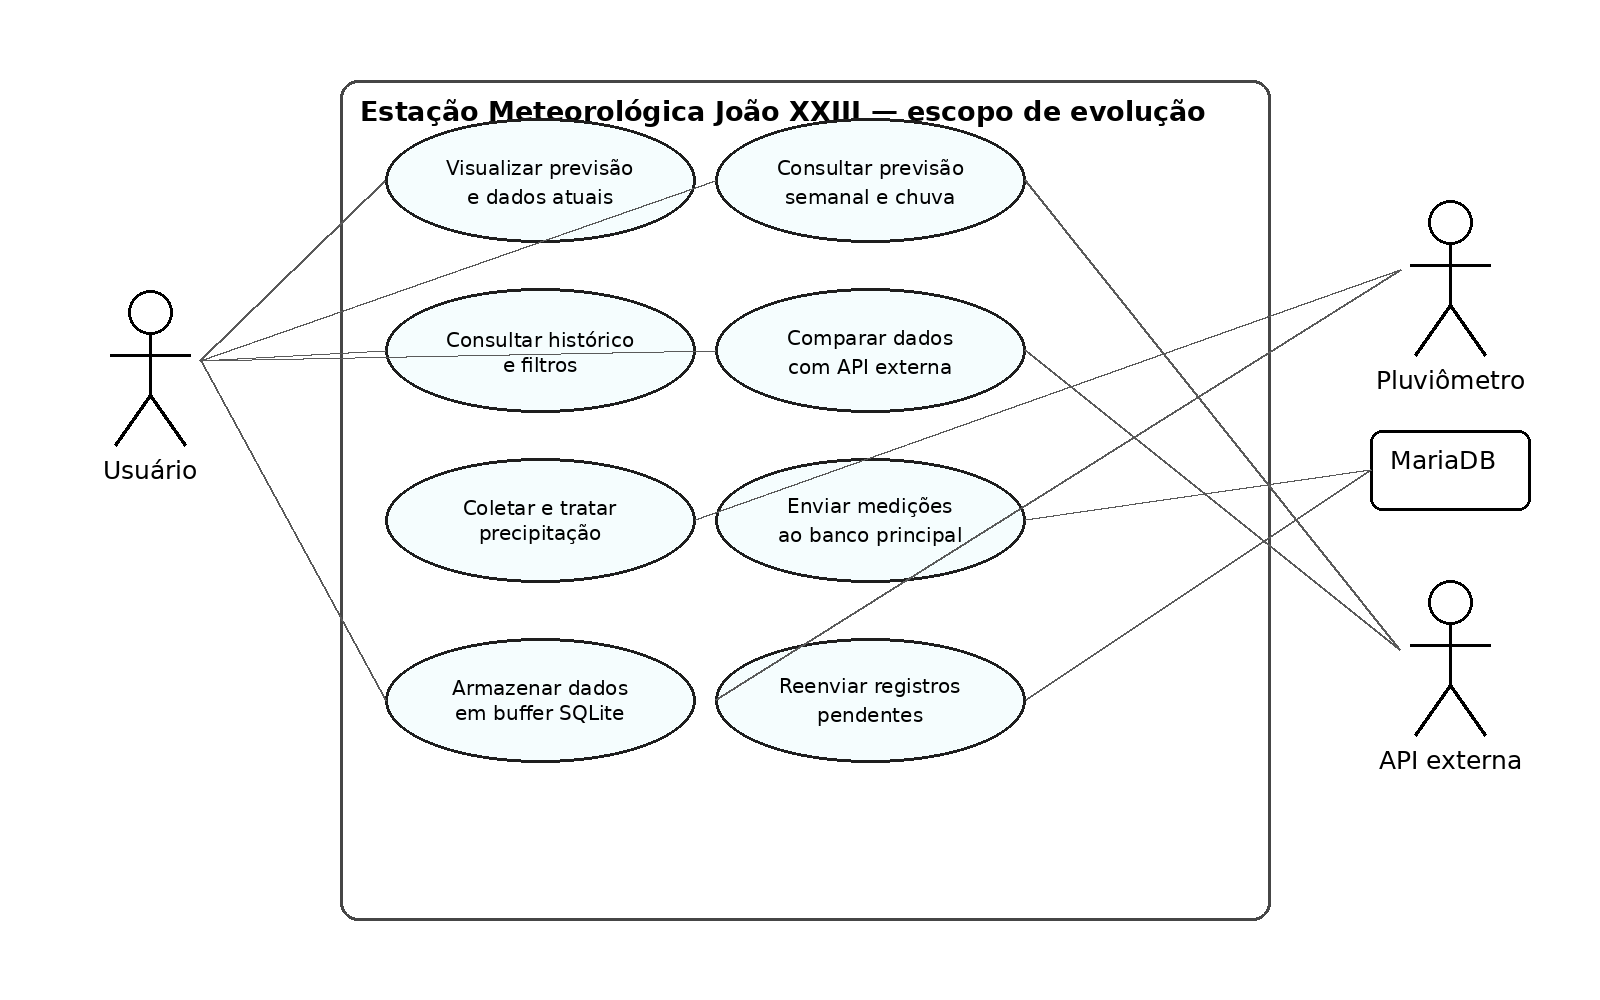 Estação Meteorológica João XXIII — escopo de evolução
Visualizar previsão
e dados atuais
Consultar previsão
semanal e chuva
Consultar histórico
e filtros
Comparar dados
com API externa
Coletar e tratar
precipitação
Enviar medições
ao banco principal
Armazenar dados
em buffer SQLite
Reenviar registros
pendentes
Usuário
Pluviômetro
MariaDB
API externa